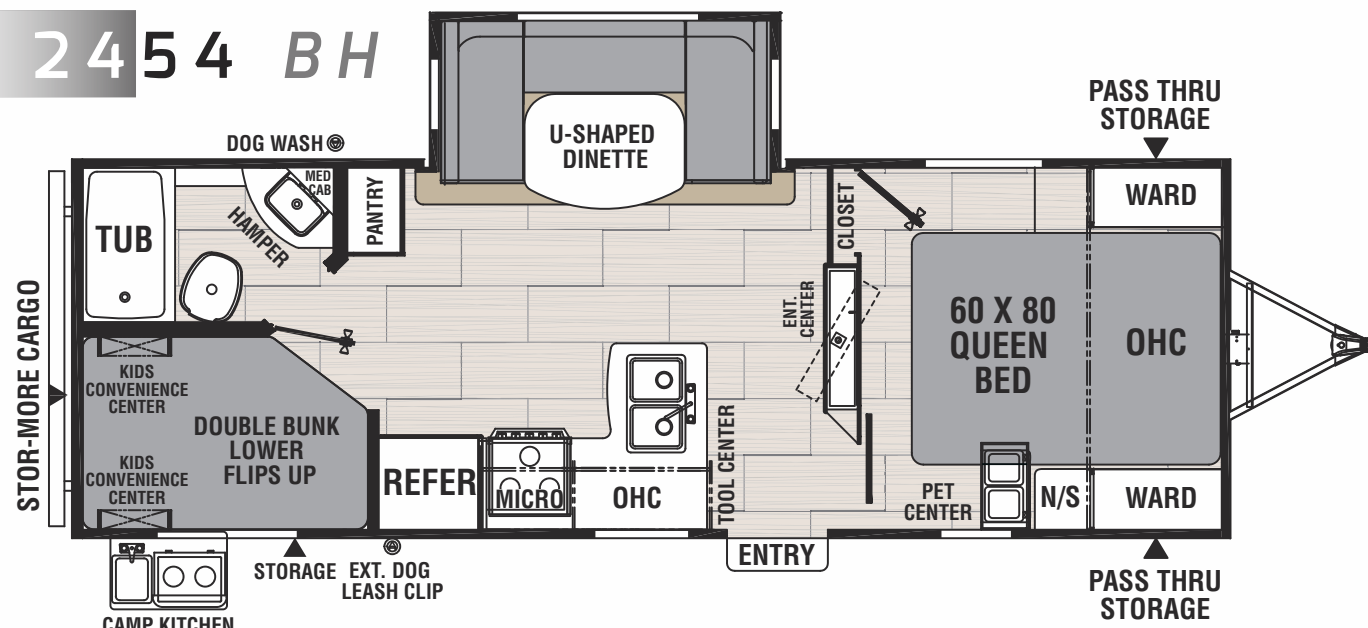 2454 BH
PASS THRU
STORAGE
DOG WASH
U-SHAPED
DINETTE
MED
CAB
PANTRY
CLOSET
WARD
TUB
HAMPER
STOR-MORE CARGO
ENT.
CENTER
60 X 80
QUEEN
BED
OHC
KIDS
CONVENIENCE
CENTER
DOUBLE BUNK
LOWER
FLIPS UP
KIDS
CONVENIENCE
CENTER
REFER
MICRO
OHC
TOOL CENTER
PET
CENTER
N/S
WARD
ENTRY
STORAGE
EXT. DOG
LEASH CLIP
PASS THRU
STORAGE
CAMP KITCHEN